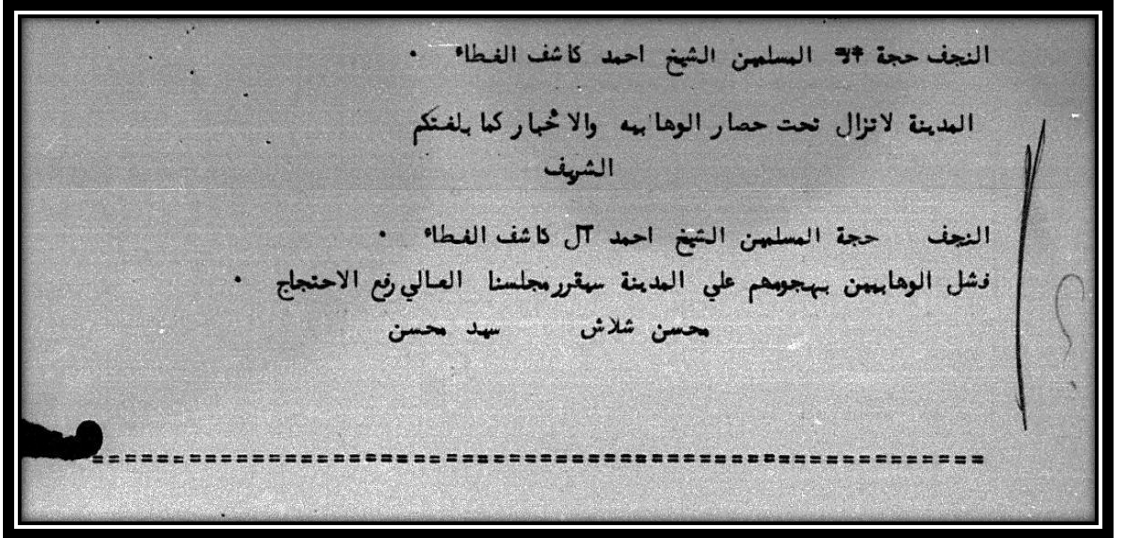 النجف حجة المسلمين الشيخ احمد كاشف الغطاء .
المدينة لاتزال تحت حصار الوهابيه والاخبار كما بلغتكم
الشريف
النجف حجة المسلمين الشيخ احمد آل كاشف الغطاء .
فشل الوهابيين بهجومهم علي المدينة سيقرر مجلسنا العالي رفع الاحتجاج .
محسن شلاش سيد محسن
=================================================